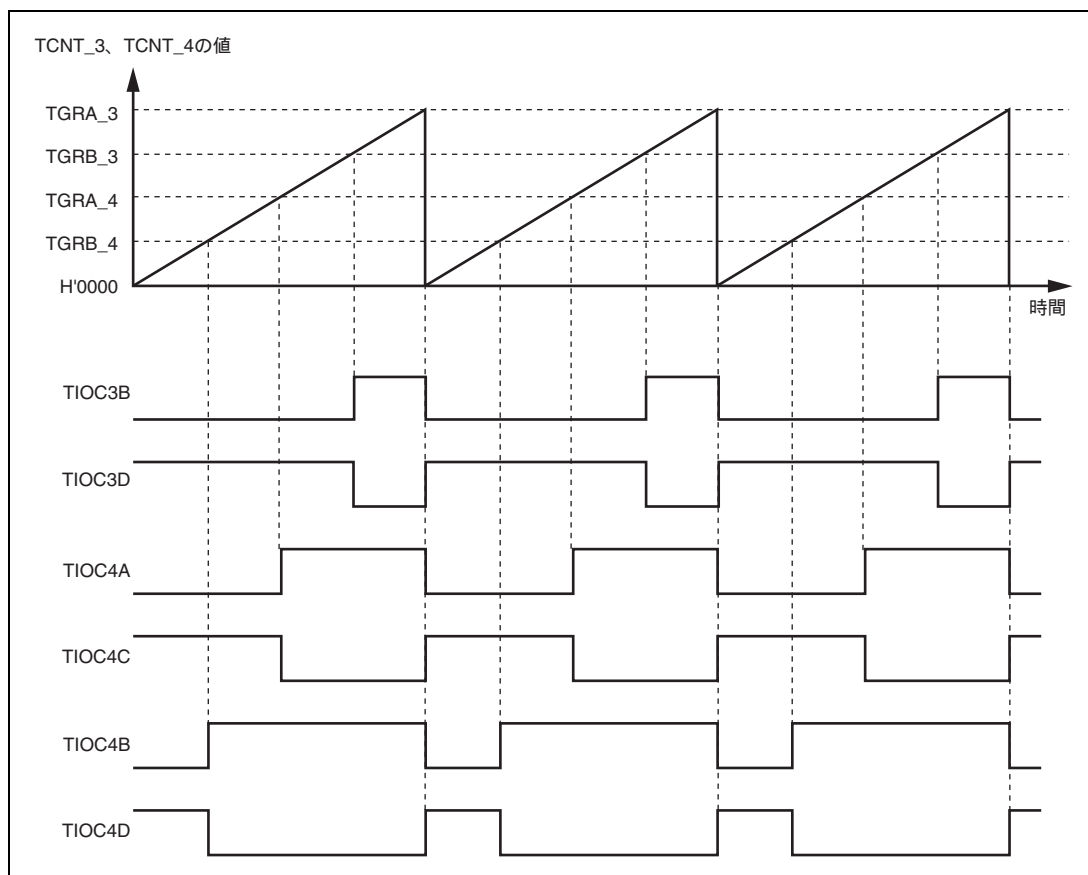 TCNT_3、TCNT_4の値
TGRA_3
TGRB_3
TGRA_4
TGRB_4
H'0000
時間
TIOC3B
TIOC3D
TIOC4A
TIOC4C
TIOC4B
TIOC4D